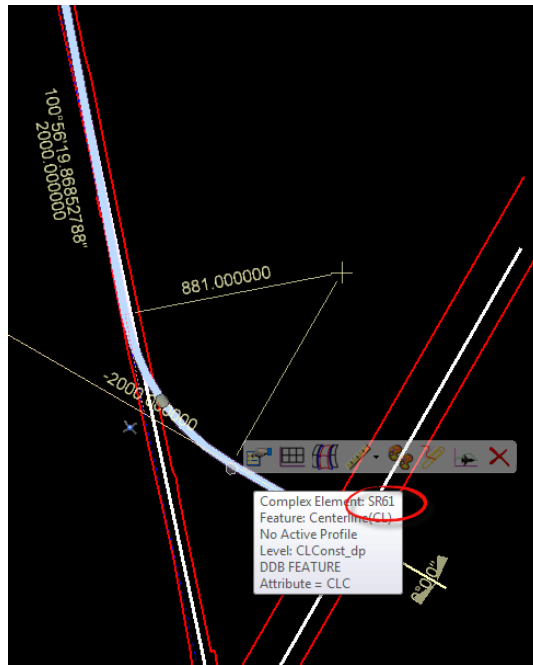 100°56'19.86852788"
2000.000000
881.000000
-2000.000000
Complex Element: SR61
Feature: Centerline(CL)
No Active Profile
Level: CLConst_dp
DDB FEATURE
Attribute = CLC